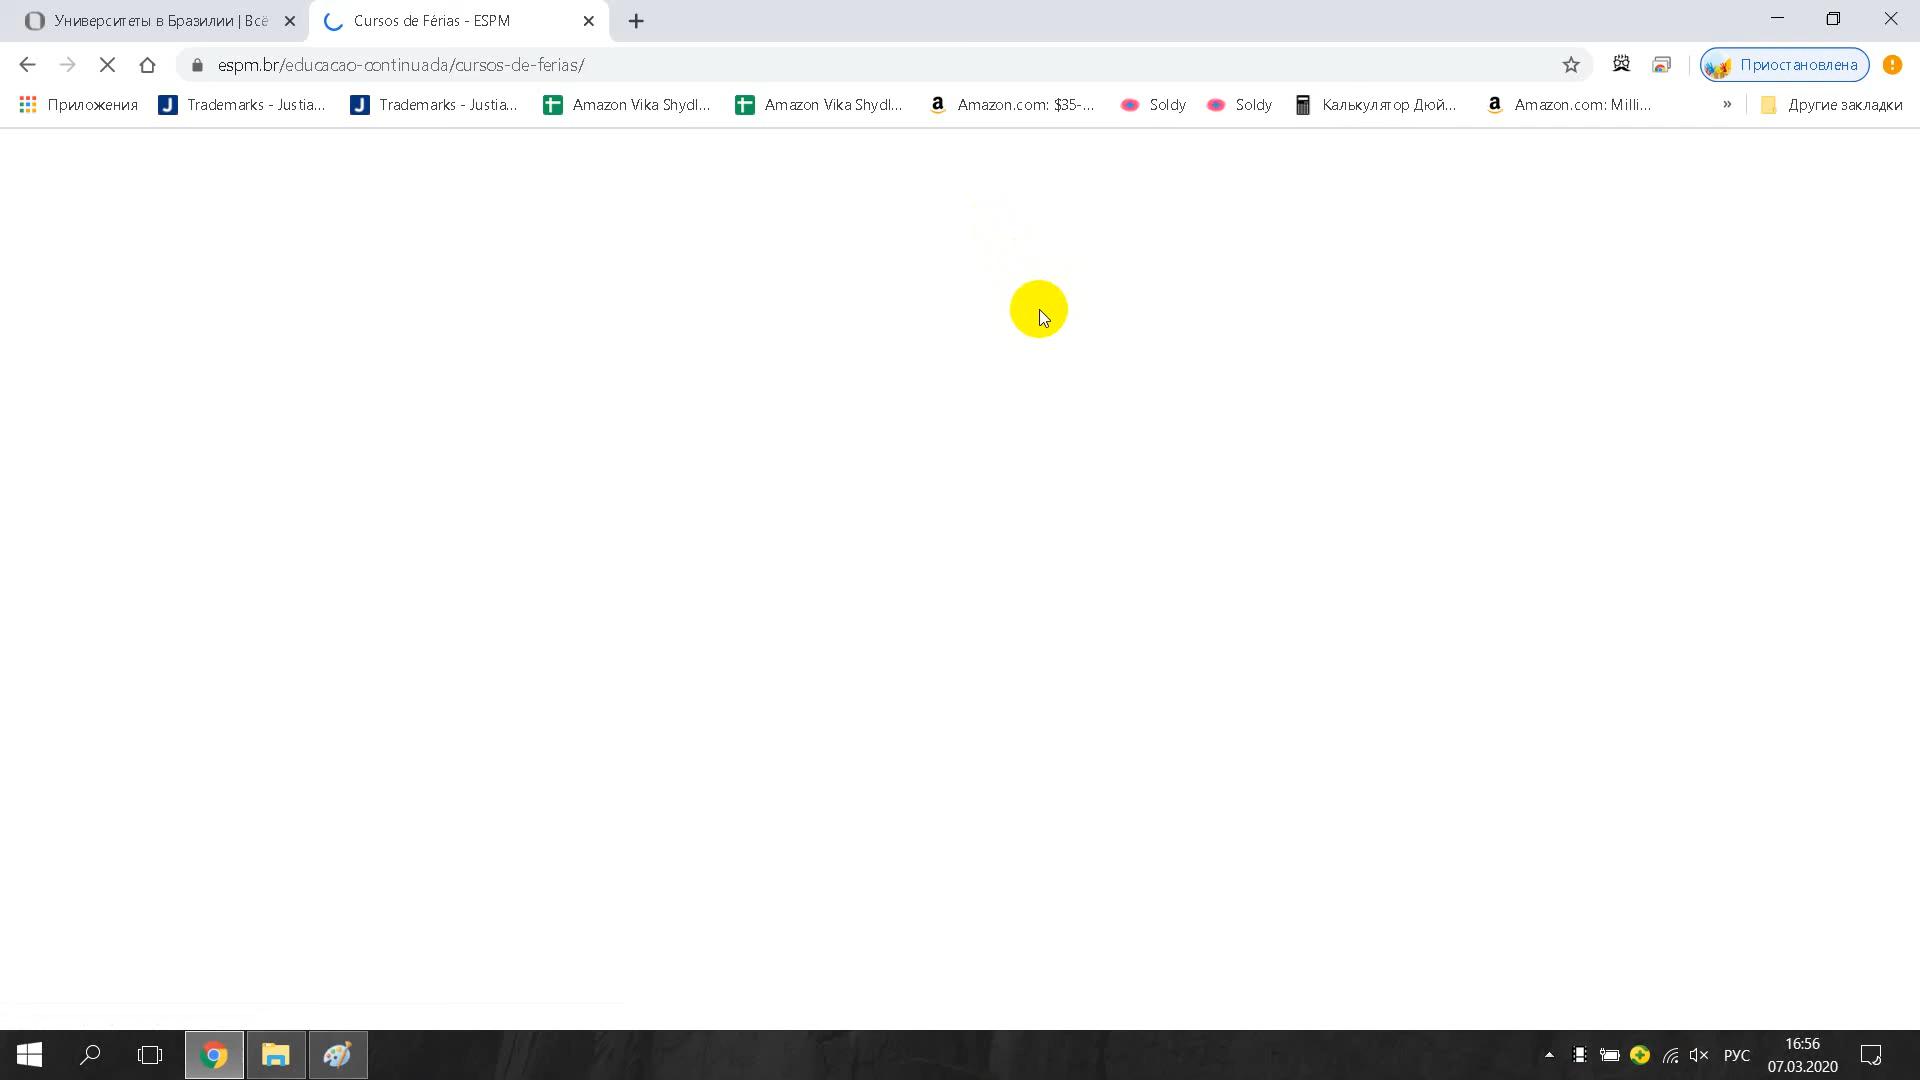 Университеты в Бразилии | Всё
Cursos de Férias - ESPM
espm.br/educacao-continuada/cursos-de-ferias/
Приостановлена
Приложения
Trademarks - Justia...
Trademarks - Justia...
Amazon Vika Shydl...
Amazon Vika Shydl...
Amazon.com: $35-...
Soldy
Soldy
Калькулятор Дюй...
Amazon.com: Milli...
»
Другие закладки
РУС
16:56
07.03.2020